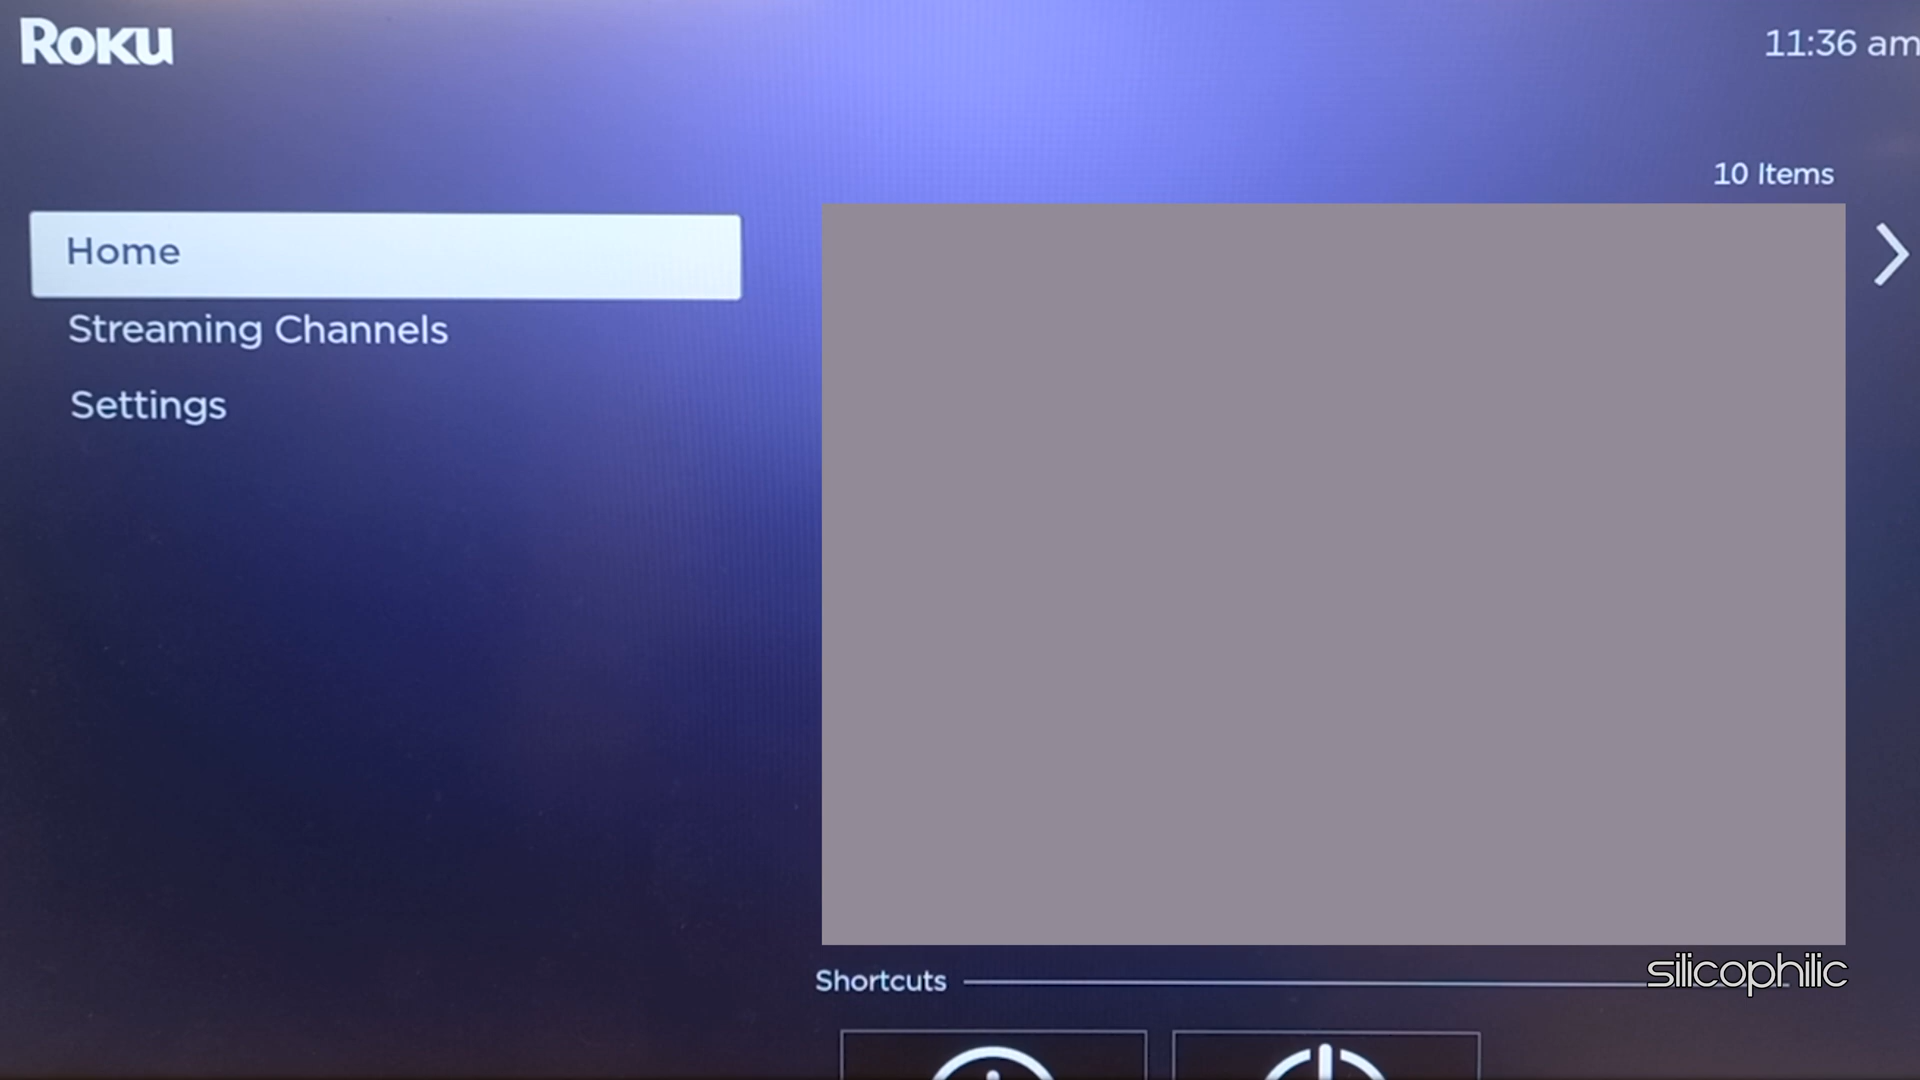 Roku
11:36 am
10 Items
Home
Streaming Channels
Settings
Shortcuts
silicophilic